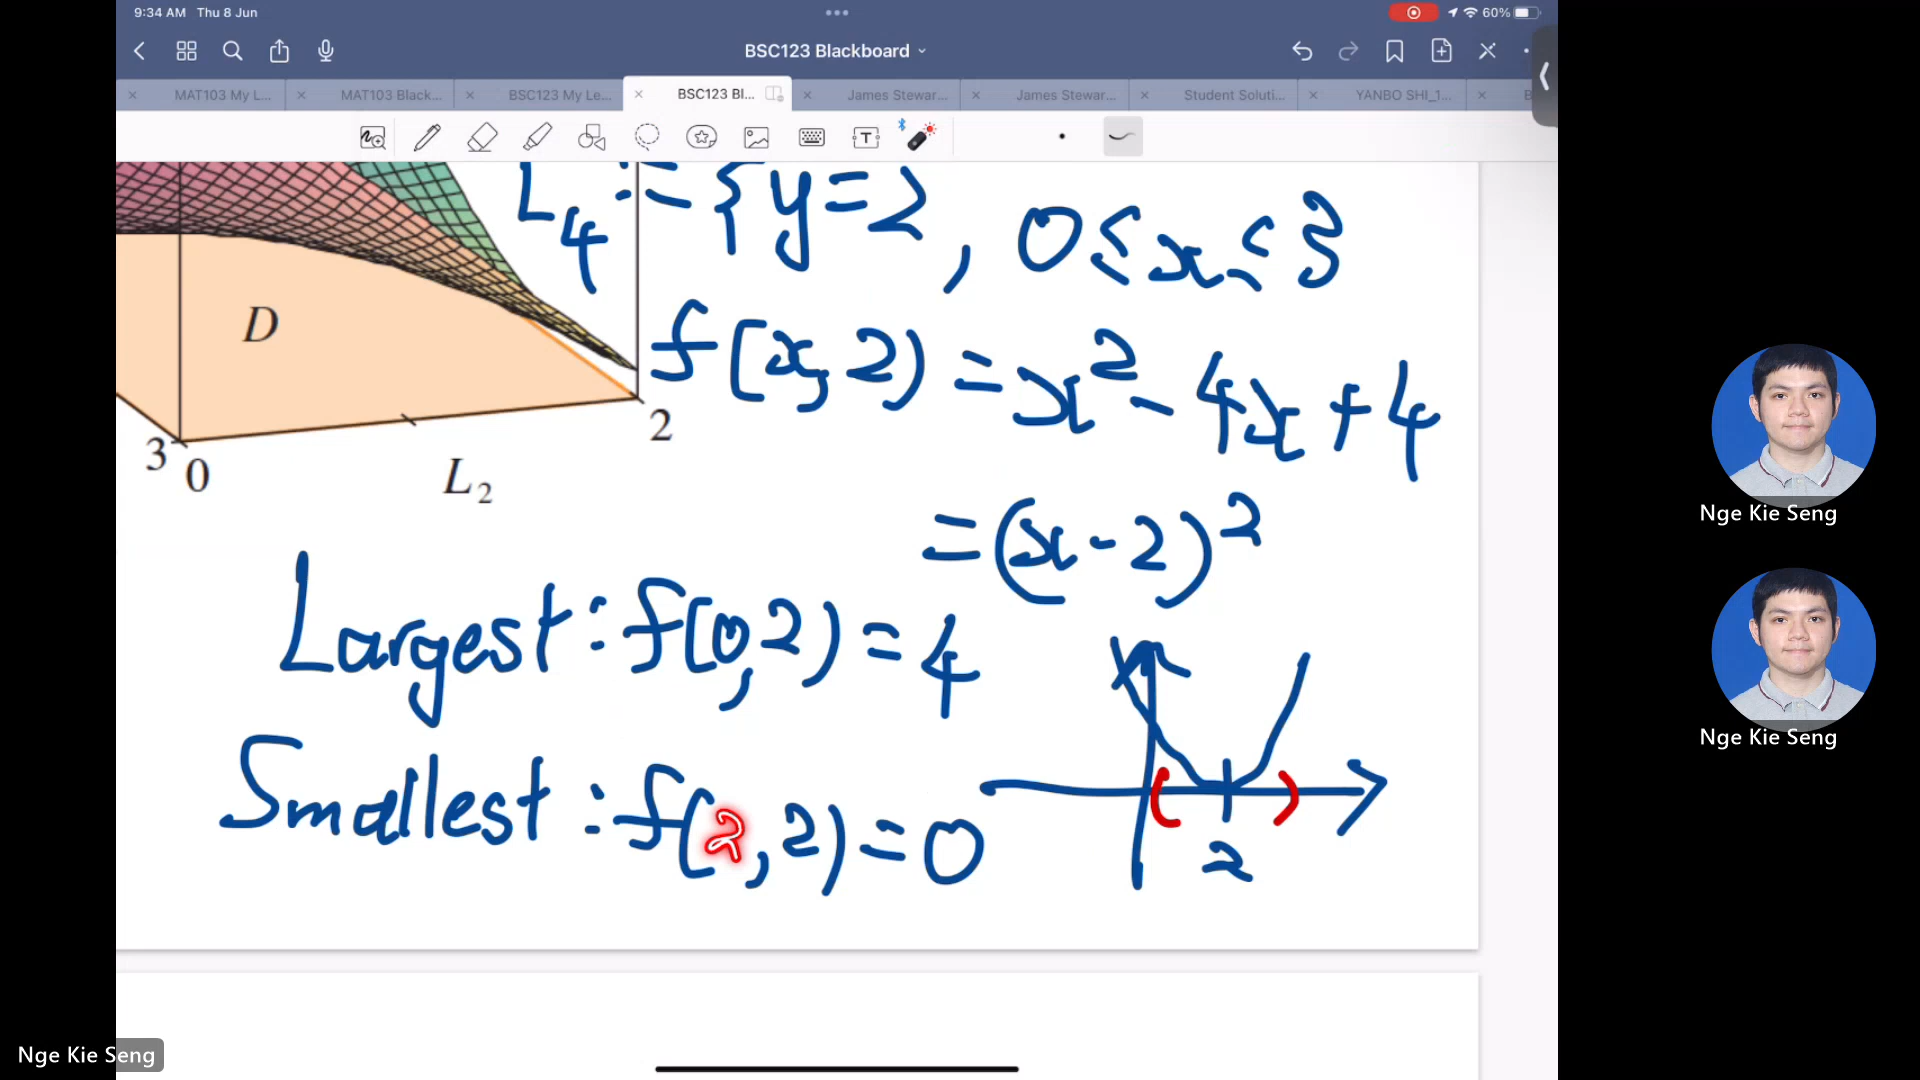 9:34 AM Thu 8 Jun
60%
BSC123 Blackboard
MAT103 My L...
MAT103 Black...
BSC123 My Le...
BSC123 Bl...
James Stewar...
James Stewar...
Student Soluti...
YANBO SHI_1...
B
L₄ := {y=2, 0≤x≤3}
f(x,2) = x² - 4x + 4
= (x-2)²
D
3
0
2
L₂
Largest: f(0,2) = 4
Smallest: f(2,2) = 0
2
Nge Kie Seng
Nge Kie Seng
Nge Kie Seng